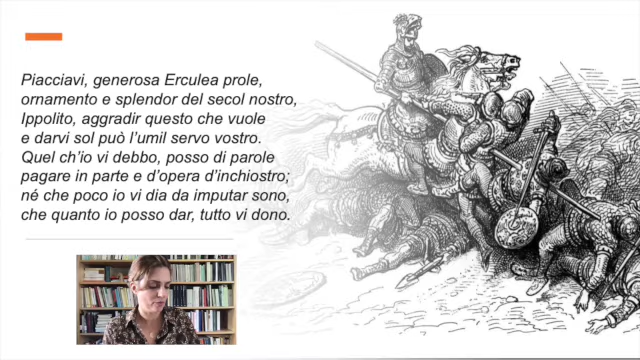 Piacciavi, generosa Erculea prole,
ornamento e splendor del secol nostro,
Ippolito, aggradir questo che vuole
e darvi sol può l'umil servo vostro.
Quel ch'io vi debbo, posso di parole
pagare in parte e d'opera d'inchiostro;
né che poco io vi dia da imputar sono,
che quanto io posso dar, tutto vi dono.